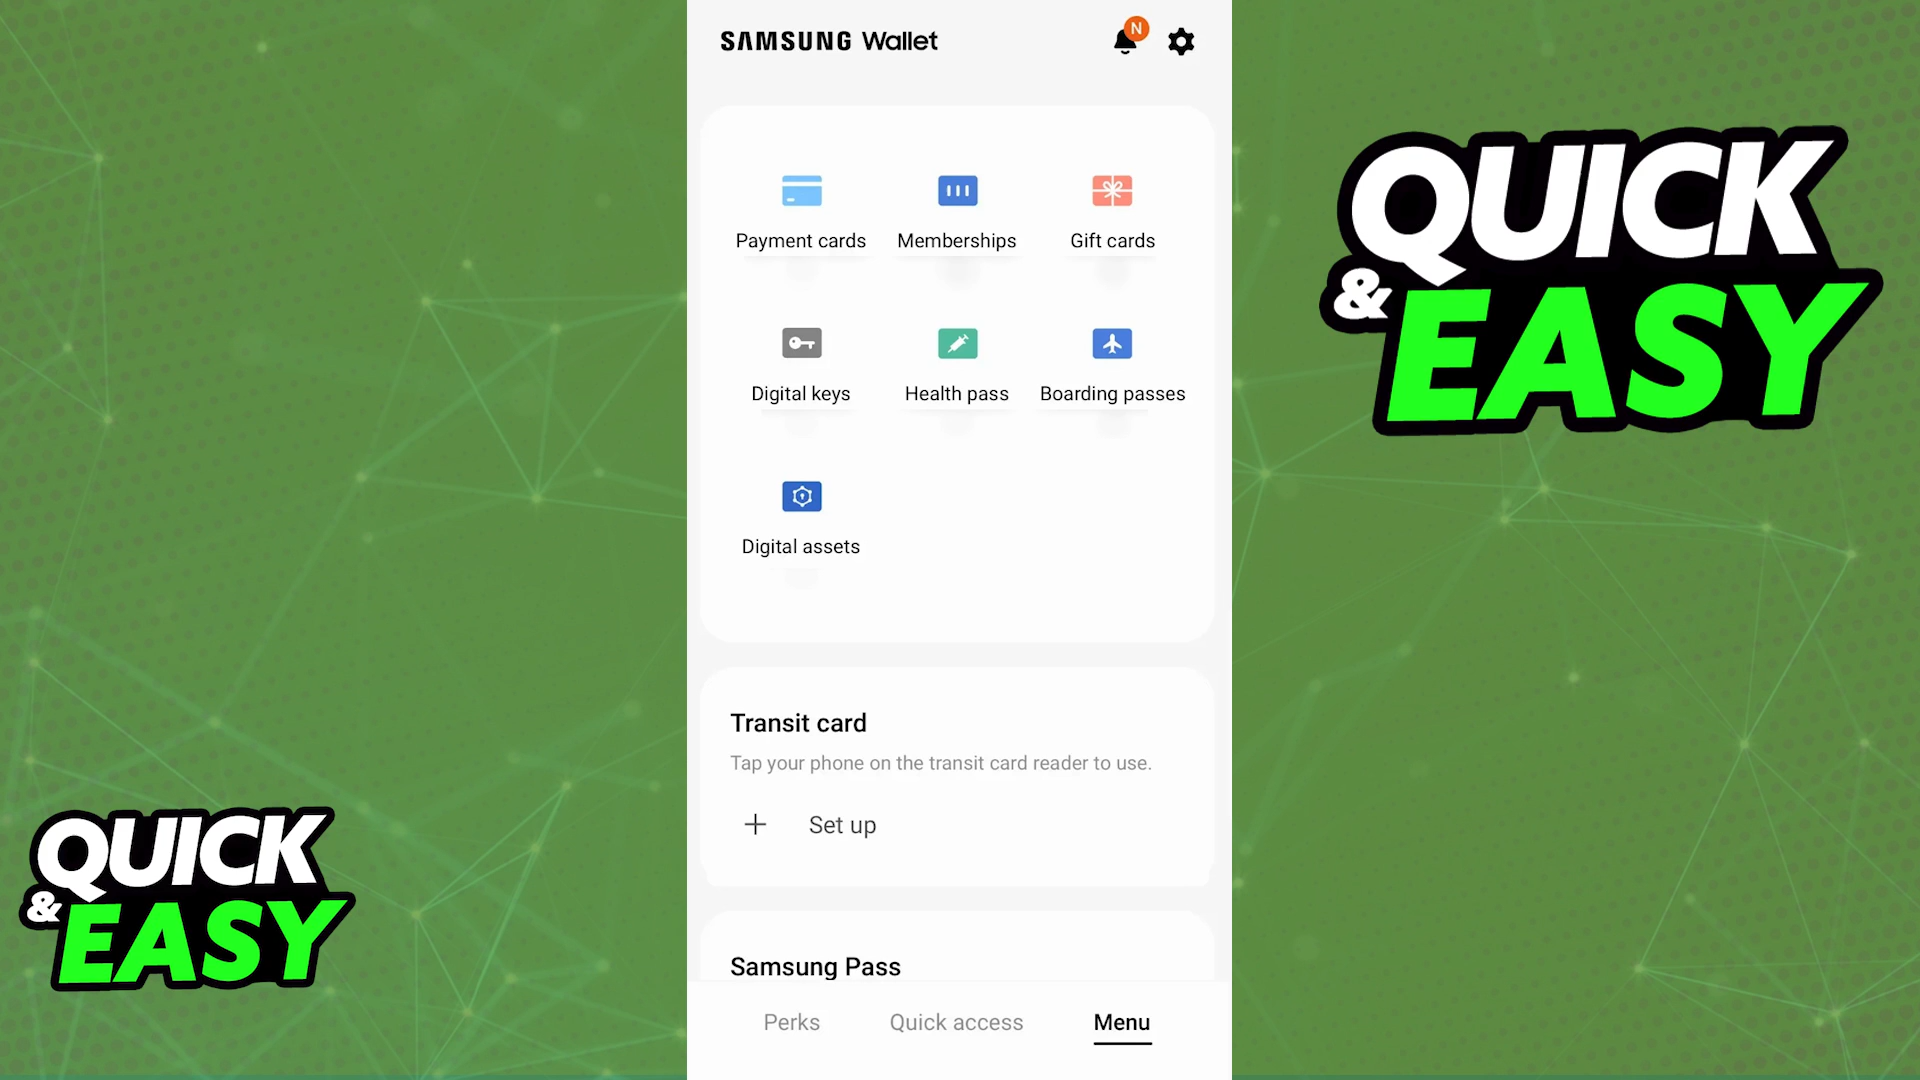 SAMSUNG Wallet
N
Payment cards
Memberships
Gift cards
Digital keys
Health pass
Boarding passes
Digital assets
Transit card
Tap your phone on the transit card reader to use.
+ Set up
Samsung Pass
Perks
Quick access
Menu
QUICK
& EASY
QUICK
& EASY